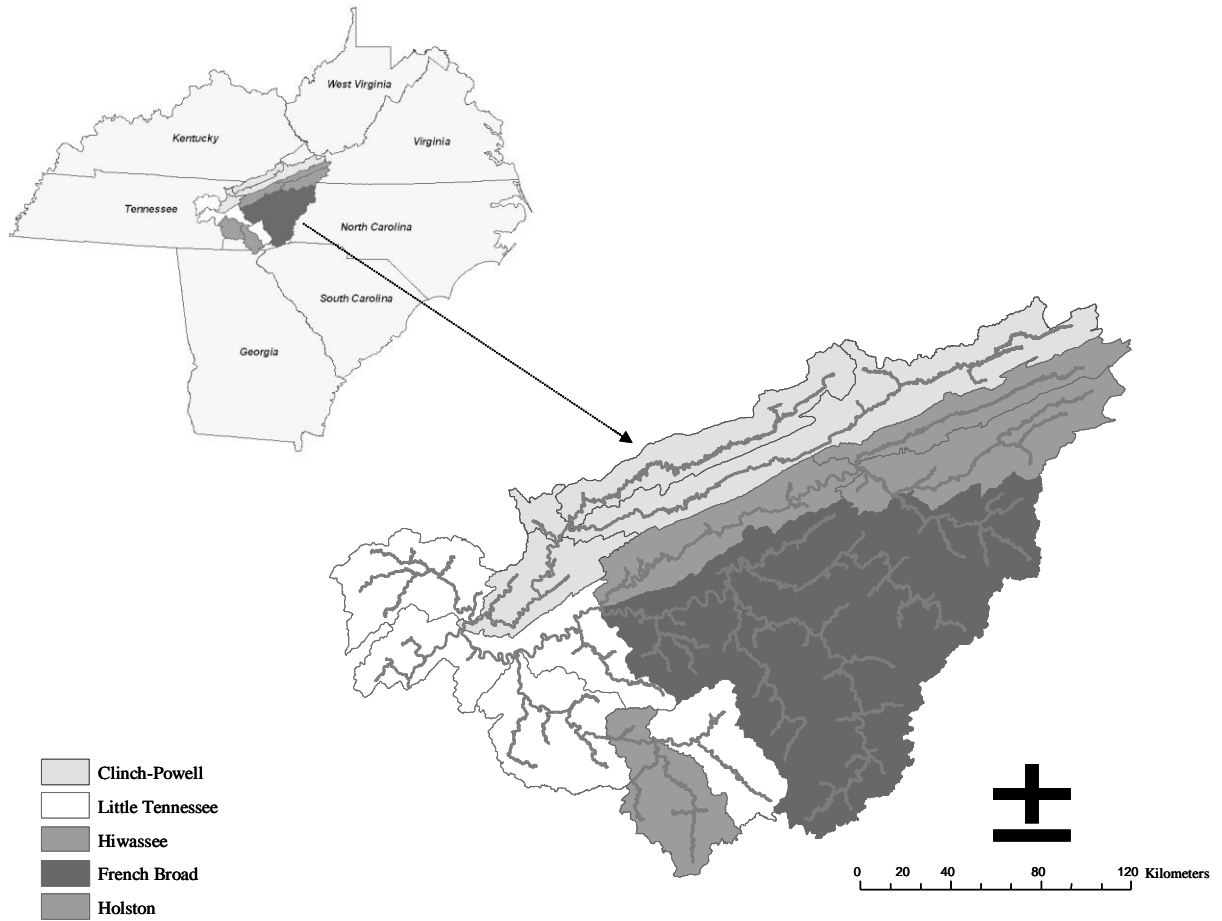 West Virginia
Kentucky
Virginia
Tennessee
North Carolina
South Carolina
Georgia
Clinch-Powell
Little Tennessee
Hiwassee
French Broad
Holston
0 20 40 80 120 Kilometers